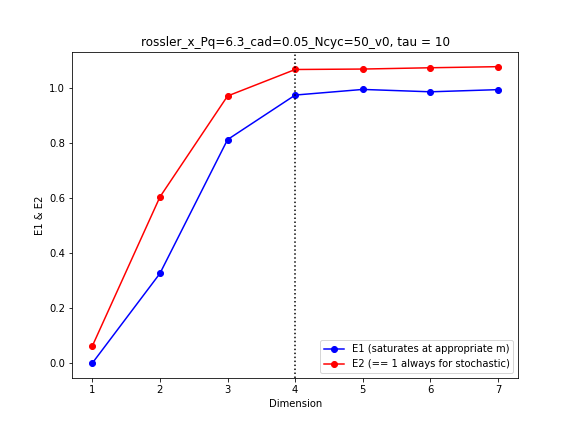 rossler_x_Pq=6.3_cad=0.05_Ncyc=50_v0, tau = 10
E1 & E2
1.0
0.8
0.6
0.4
0.2
0.0
E1 (saturates at appropriate m)
E2 (== 1 always for stochastic)
1 2 3 4 5 6 7
Dimension